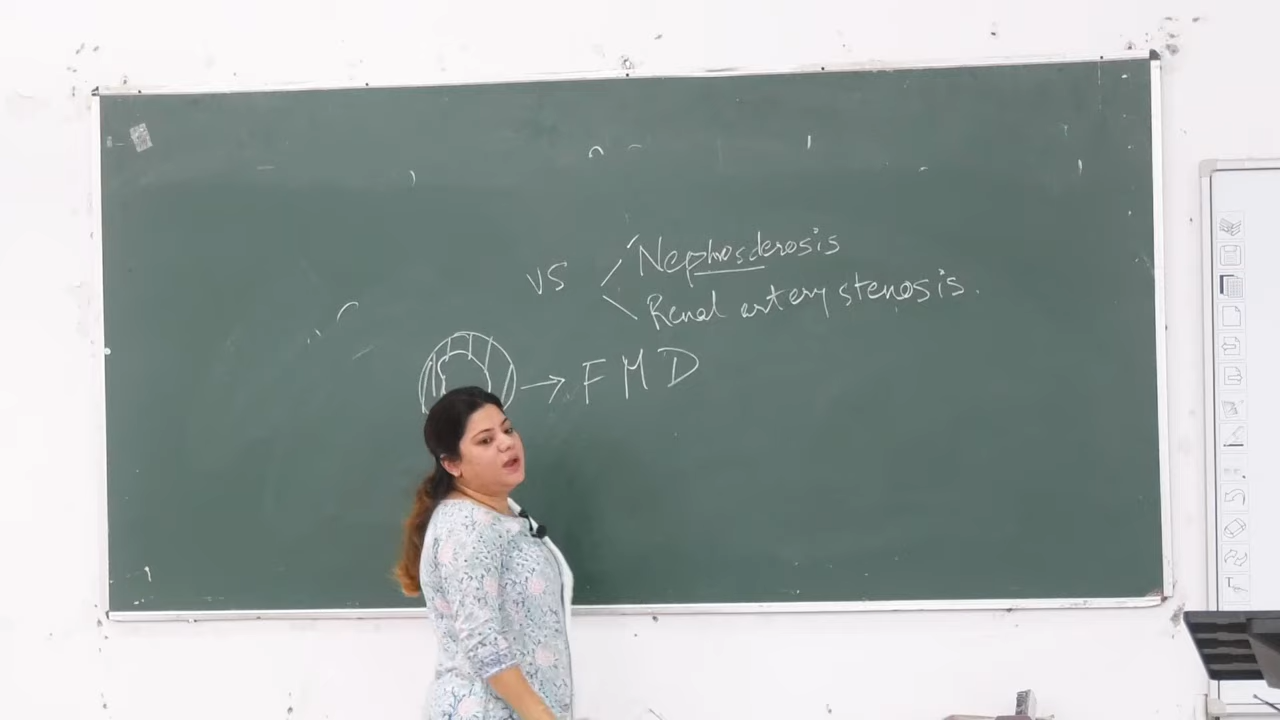 vs
Nephrosclerosis
Renal artery stenosis.
→ FMD